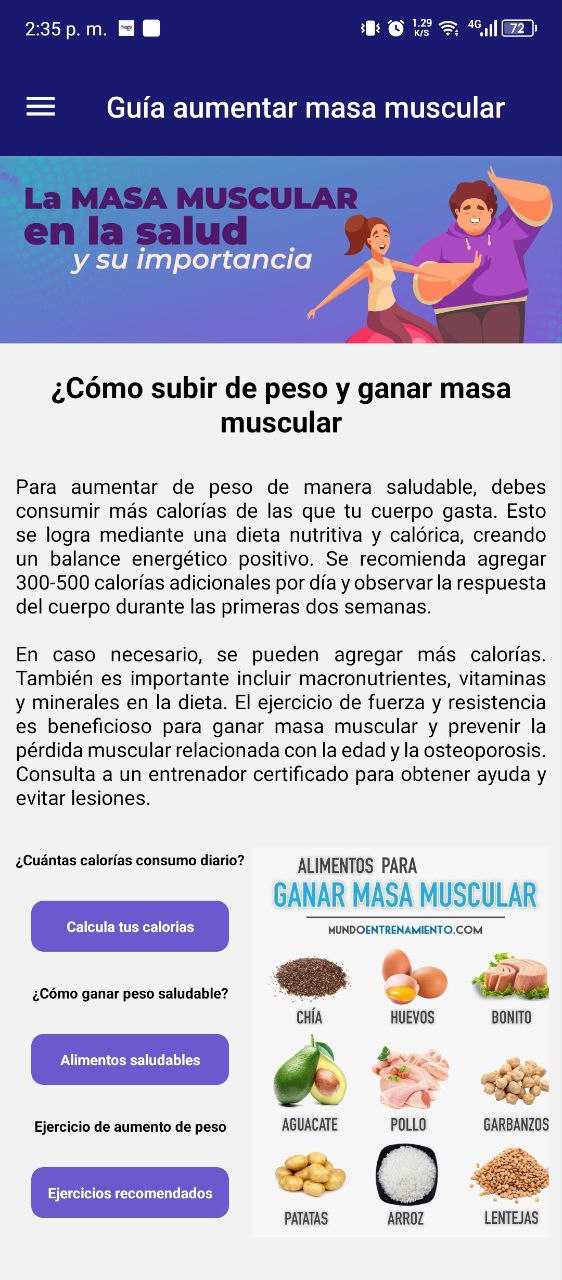 2:35 p. m.
1.29
K/S
4G
72
Guía aumentar masa muscular
La MASA MUSCULAR
en la salud
y su importancia
¿Cómo subir de peso y ganar masa
muscular
Para aumentar de peso de manera saludable, debes
consumir más calorías de las que tu cuerpo gasta. Esto
se logra mediante una dieta nutritiva y calórica, creando
un balance energético positivo. Se recomienda agregar
300-500 calorías adicionales por día y observar la respuesta
del cuerpo durante las primeras dos semanas.
En caso necesario, se pueden agregar más calorías.
También es importante incluir macronutrientes, vitaminas
y minerales en la dieta. El ejercicio de fuerza y resistencia
es beneficioso para ganar masa muscular y prevenir la
pérdida muscular relacionada con la edad y la osteoporosis.
Consulta a un entrenador certificado para obtener ayuda y
evitar lesiones.
¿Cuántas calorías consumo diario?
Calcula tus calorias
¿Cómo ganar peso saludable?
Alimentos saludables
Ejercicio de aumento de peso
Ejercicios recomendados
ALIMENTOS PARA
GANAR MASA MUSCULAR
MUNDOENTRENAMIENTO.COM
CHÍA HUEVOS BONITO
AGUACATE POLLO GARBANZOS
PATATAS ARROZ LENTEJAS